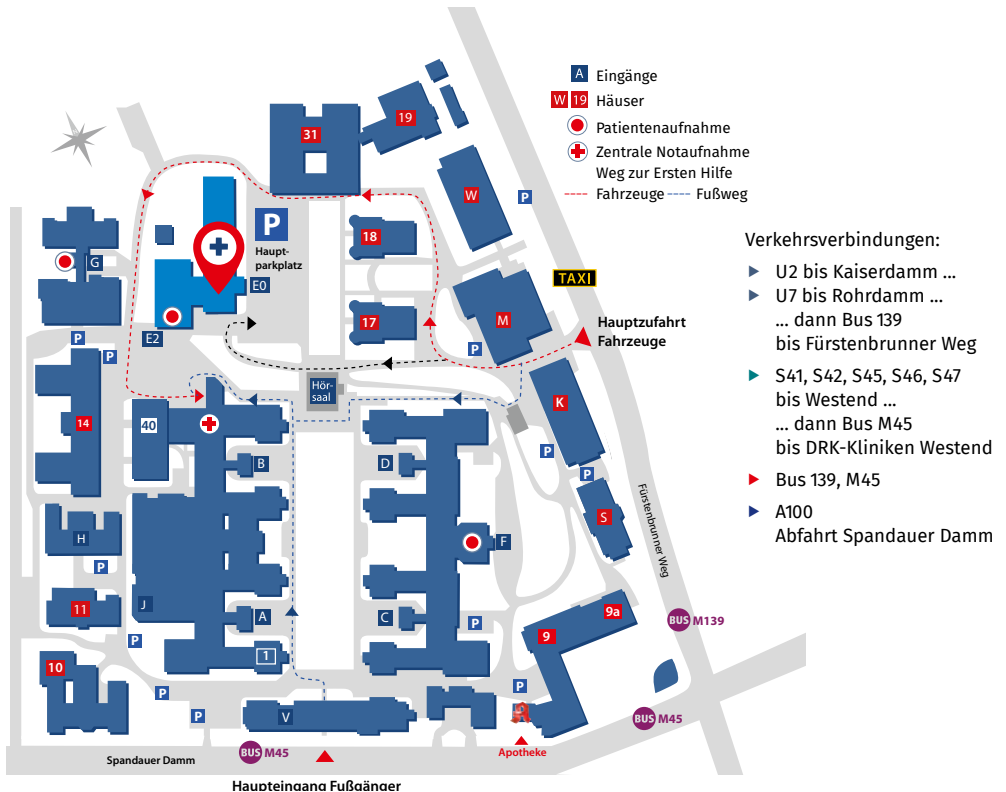 A Eingänge
W 19 Häuser
Patientenaufnahme
Zentrale Notaufnahme
Weg zur Ersten Hilfe
Fahrzeuge
Fußweg
31
19
W
P
P
Haupt-
parkplatz
18
G
E0
TAXI
17
M
Hauptzufahrt
Fahrzeuge
E2
P
P
P
Hör-
saal
K
14
40
B
D
P
P
S
F
H
P
Fürstenbrunner Weg
11
J
A
C
P
9a
9
BUS M139
P
1
10
P
P
P
V
A
BUS M45
BUS M45
Apotheke
Spandauer Damm
Haupteingang Fußgänger
Verkehrsverbindungen:
U2 bis Kaiserdamm ...
U7 bis Rohrdamm ...
... dann Bus 139
bis Fürstenbrunner Weg
S41, S42, S45, S46, S47
bis Westend ...
... dann Bus M45
bis DRK-Kliniken Westend
Bus 139, M45
A100
Abfahrt Spandauer Damm